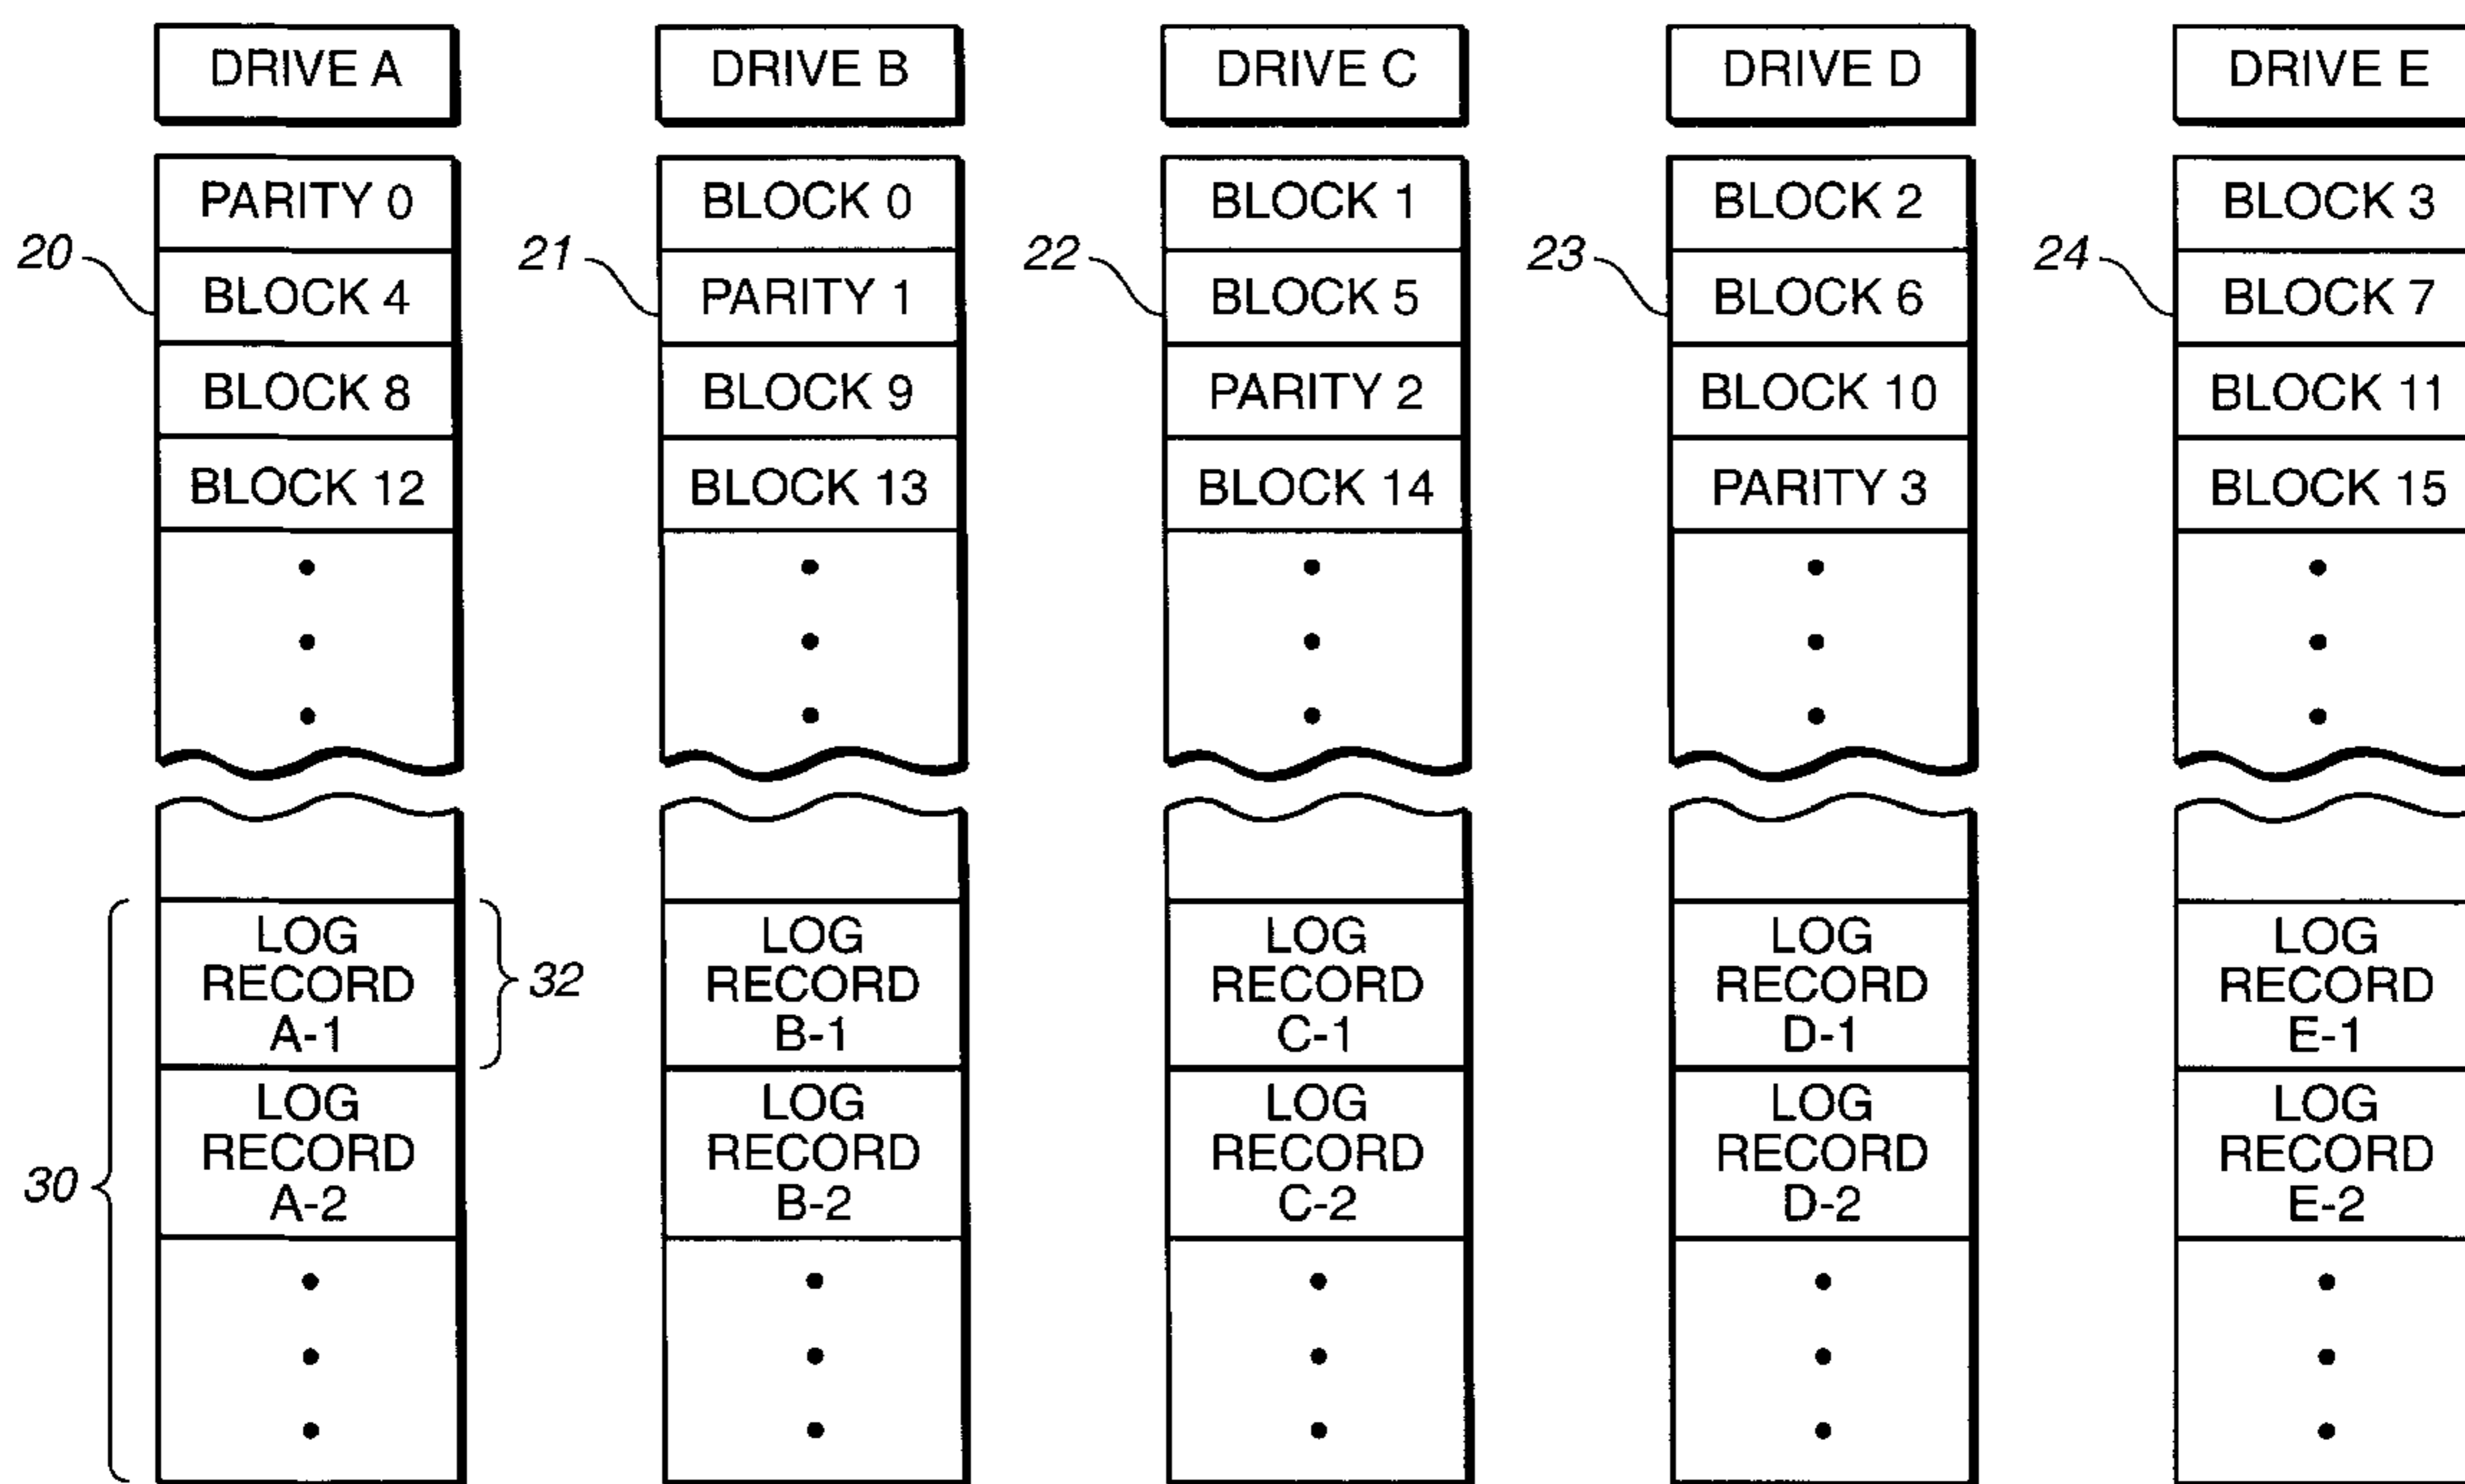 DRIVE A DRIVE B DRIVE C DRIVE D DRIVE E
PARITY 0 BLOCK 0 BLOCK 1 BLOCK 2 BLOCK 3
20 21 22 23 24
BLOCK 4 PARITY 1 BLOCK 5 BLOCK 6 BLOCK 7
BLOCK 8 BLOCK 9 PARITY 2 BLOCK 10 BLOCK 11
BLOCK 12 BLOCK 13 BLOCK 14 PARITY 3 BLOCK 15
LOG LOG LOG LOG LOG
RECORD 32 RECORD RECORD RECORD RECORD
A-1 B-1 C-1 D-1 E-1
LOG LOG LOG LOG LOG
30 RECORD RECORD RECORD RECORD RECORD
A-2 B-2 C-2 D-2 E-2